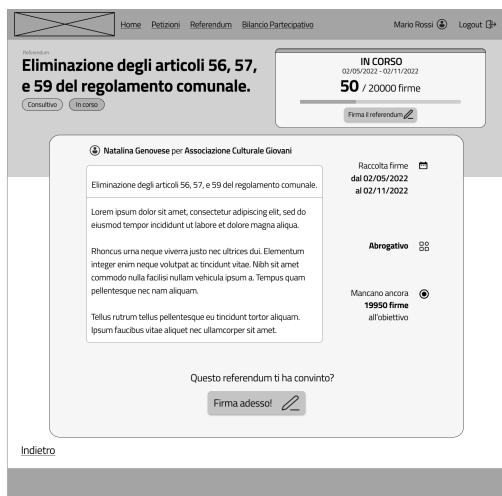 Home Petizioni Referendum Bilancio Partecipativo Mario Rossi Logout
Referendum
Eliminazione degli articoli 56, 57,
e 59 del regolamento comunale.
Consultivo In corso
IN CORSO
02/05/2022 - 02/11/2022
50 / 20000 firme
Firma il referendum
Natalina Genovese per Associazione Culturale Giovani
Eliminazione degli articoli 56, 57, e 59 del regolamento comunale.
Lorem ipsum dolor sit amet, consectetur adipiscing elit, sed do
eiusmod tempor incididunt ut labore et dolore magna aliqua.
Rhoncus urna neque viverra justo nec ultrices dui. Elementum
integer enim neque volutpat ac tincidunt vitae. Nibh sit amet
commodo nulla facilisi nullam vehicula ipsum a. Tempus quam
pellentesque nec nam aliquam.
Tellus rutrum tellus pellentesque eu tincidunt tortor aliquam.
Ipsum faucibus vitae aliquet nec ullamcorper sit amet.
Raccolta firme
dal 02/05/2022
al 02/11/2022
Abrogativo
Mancano ancora
19950 firme
all'obiettivo
Questo referendum ti ha convinto?
Firma adesso!
Indietro